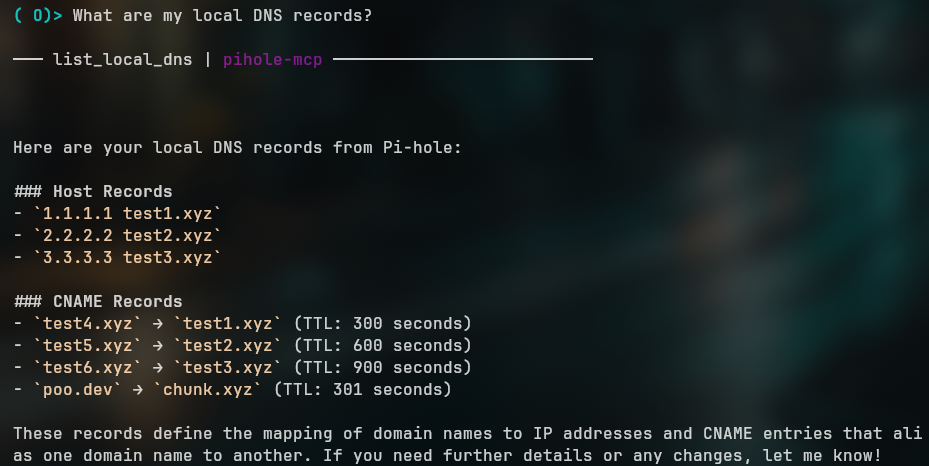 ( O)> What are my local DNS records?
─── list_local_dns | pihole-mcp ──────────────────────────
Here are your local DNS records from Pi-hole:
### Host Records
- `1.1.1.1 test1.xyz`
- `2.2.2.2 test2.xyz`
- `3.3.3.3 test3.xyz`
### CNAME Records
- `test4.xyz` → `test1.xyz` (TTL: 300 seconds)
- `test5.xyz` → `test2.xyz` (TTL: 600 seconds)
- `test6.xyz` → `test3.xyz` (TTL: 900 seconds)
- `poo.dev` → `chunk.xyz` (TTL: 301 seconds)
These records define the mapping of domain names to IP addresses and CNAME entries that ali
as one domain name to another. If you need further details or any changes, let me know!